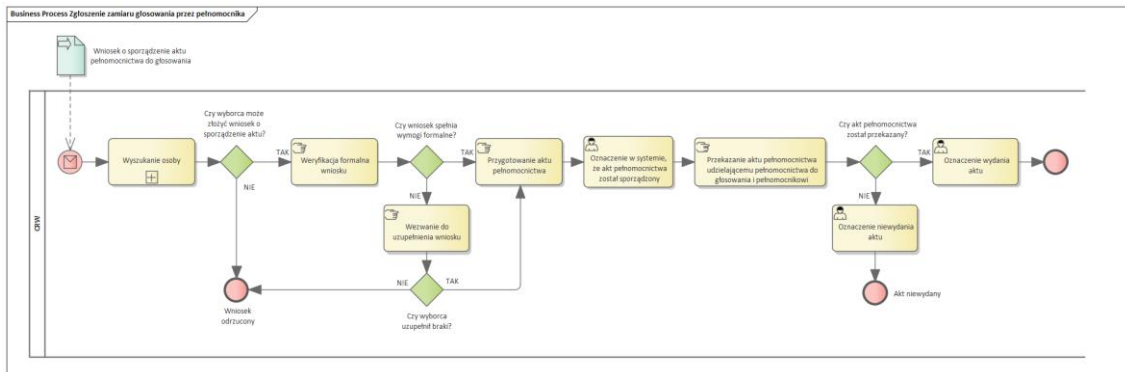 Business Process Zgłoszenie zamiaru głosowania przez pełnomocnika
Wniosek o sporządzenie aktu
pełnomocnictwa do głosowania
CRW
Wyszukanie osoby
Czy wyborca może
złożyć wniosek o
sporządzenie aktu?
TAK
NIE
Weryfikacja formalna
wniosku
Czy wniosek spełnia
wymogi formalne?
TAK
NIE
Przygotowanie aktu
pełnomocnictwa
Oznaczenie w systemie,
że akt pełnomocnictwa
został sporządzony
Przekazanie aktu pełnomocnictwa
udzielającemu pełnomocnictwa do
głosowania i pełnomocnikowi
Czy akt pełnomocnictwa
został przekazany?
TAK
NIE
Oznaczenie wydania
aktu
Wezwanie do
uzupełnienia wniosku
Oznaczenie niewydania
aktu
NIE
TAK
Wniosek
odrzucony
Czy wyborca
uzupełnił braki?
Akt niewydany